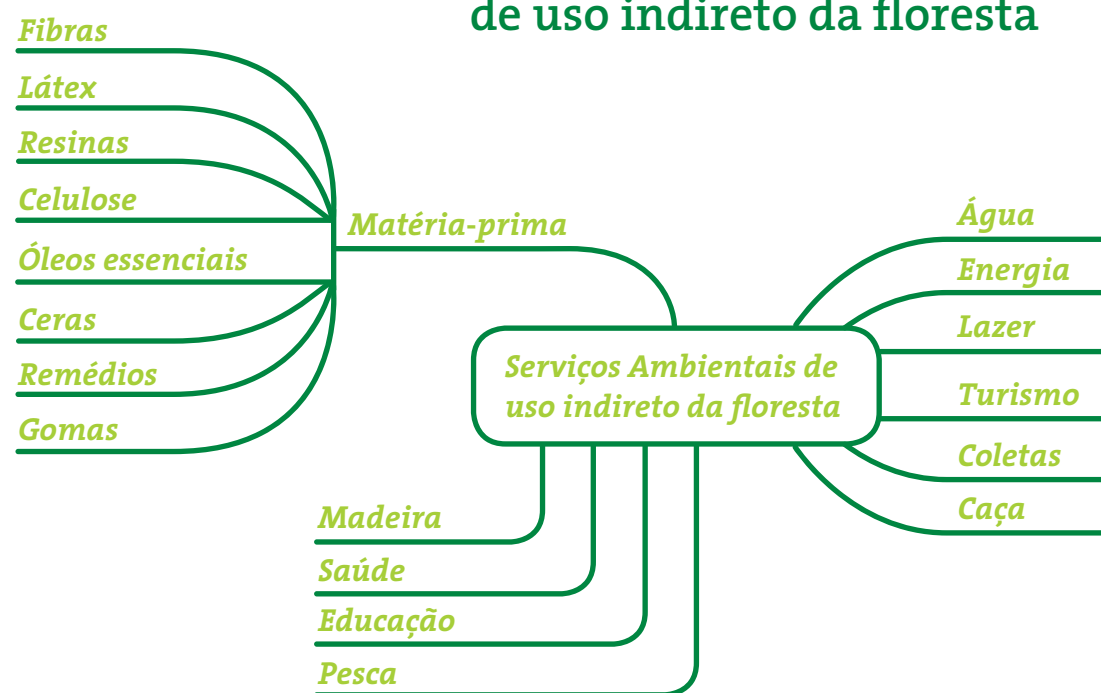 de uso indireto da floresta
Fibras
Látex
Resinas
Celulose
Óleos essenciais
Ceras
Remédios
Gomas
Matéria-prima
Serviços Ambientais de
uso indireto da floresta
Água
Energia
Lazer
Turismo
Coletas
Caça
Madeira
Saúde
Educação
Pesca